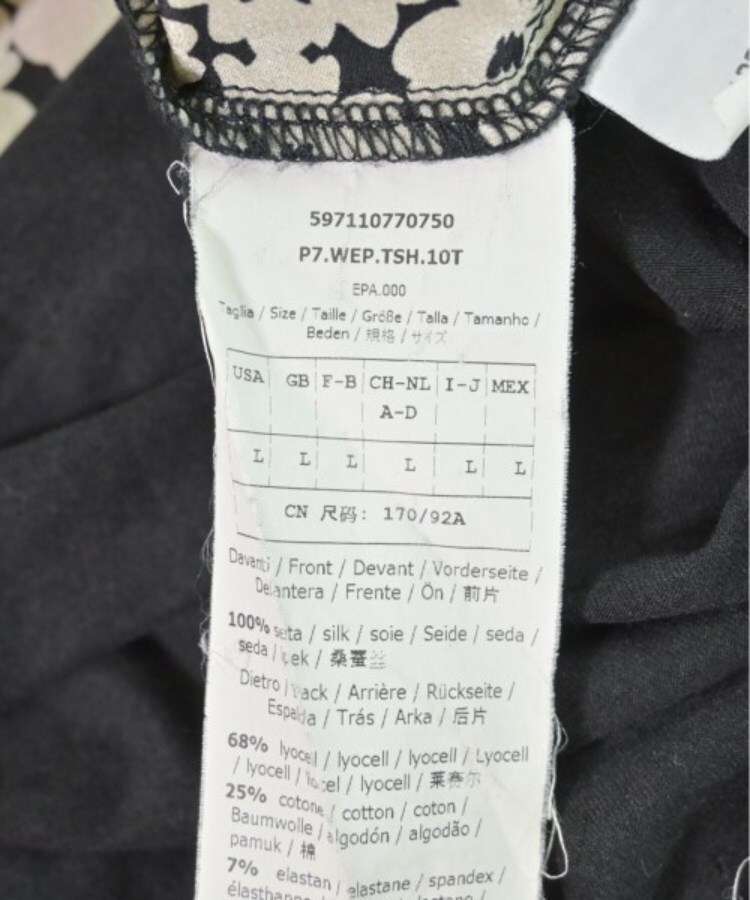 597110770750
P7.WEP.TSH.10T
EPA.000
Taglia / Size / Taille / Größe / Talla / Tamanho /
Beden / 規格 / サイズ
USA GB F-B CH-NL I-J MEX
A-D
L L L L L L
CN 尺码: 170/92A
Davanti / Front / Devant / Vorderseite /
Delantera / Frente / Ön / 前片
100% seta / silk / soie / Seide / seda /
seda / ipek / 桑蚕丝
Dietro / Back / Arrière / Rückseite /
Espalda / Trás / Arka / 后片
68% lyocell / lyocell / lyocell / Lyocell
/ lyocell / liocel / lyocell / 莱赛尔
25% cotone / cotton / coton /
Baumwolle / algodón / algodão /
pamuk / 棉
7% elastan / elastane / spandex /